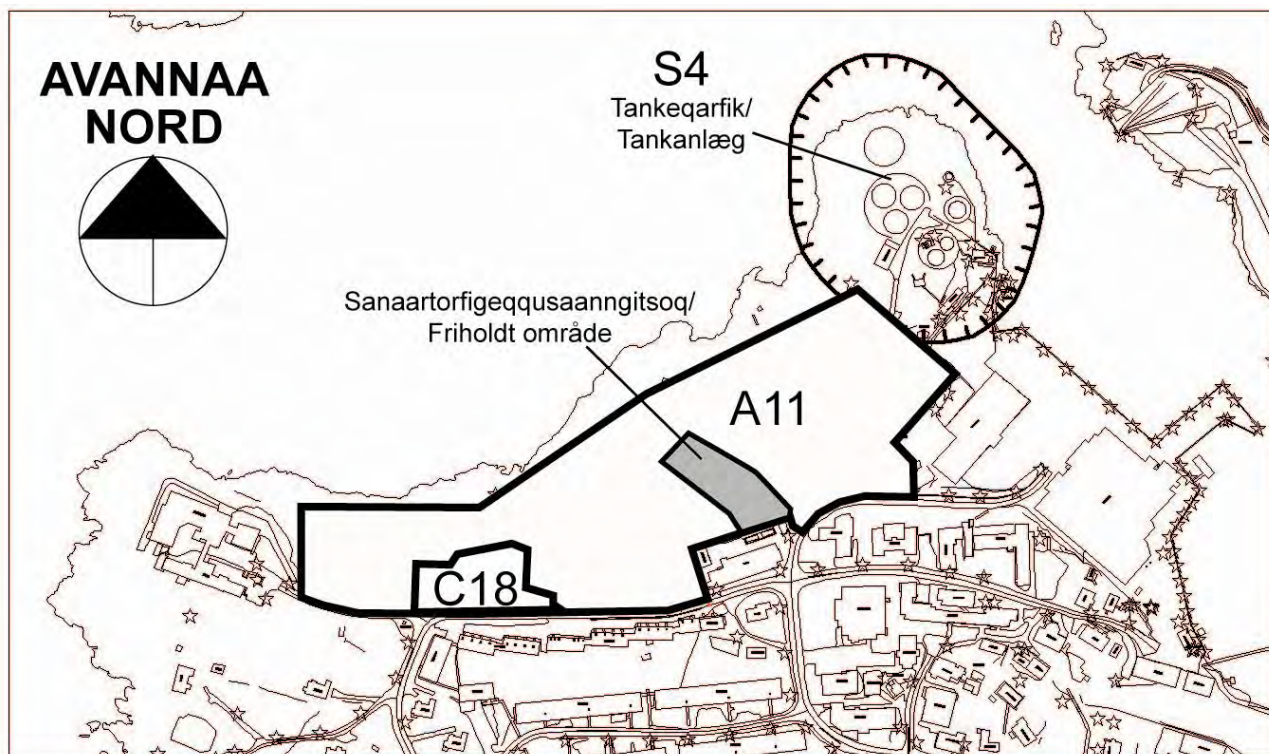 AVANNAA
NORD
S4
Tankeqarfik/
Tankanlæg
Sanaartorfigeqqusaanngitsoq/
Friholdt område
A11
C18